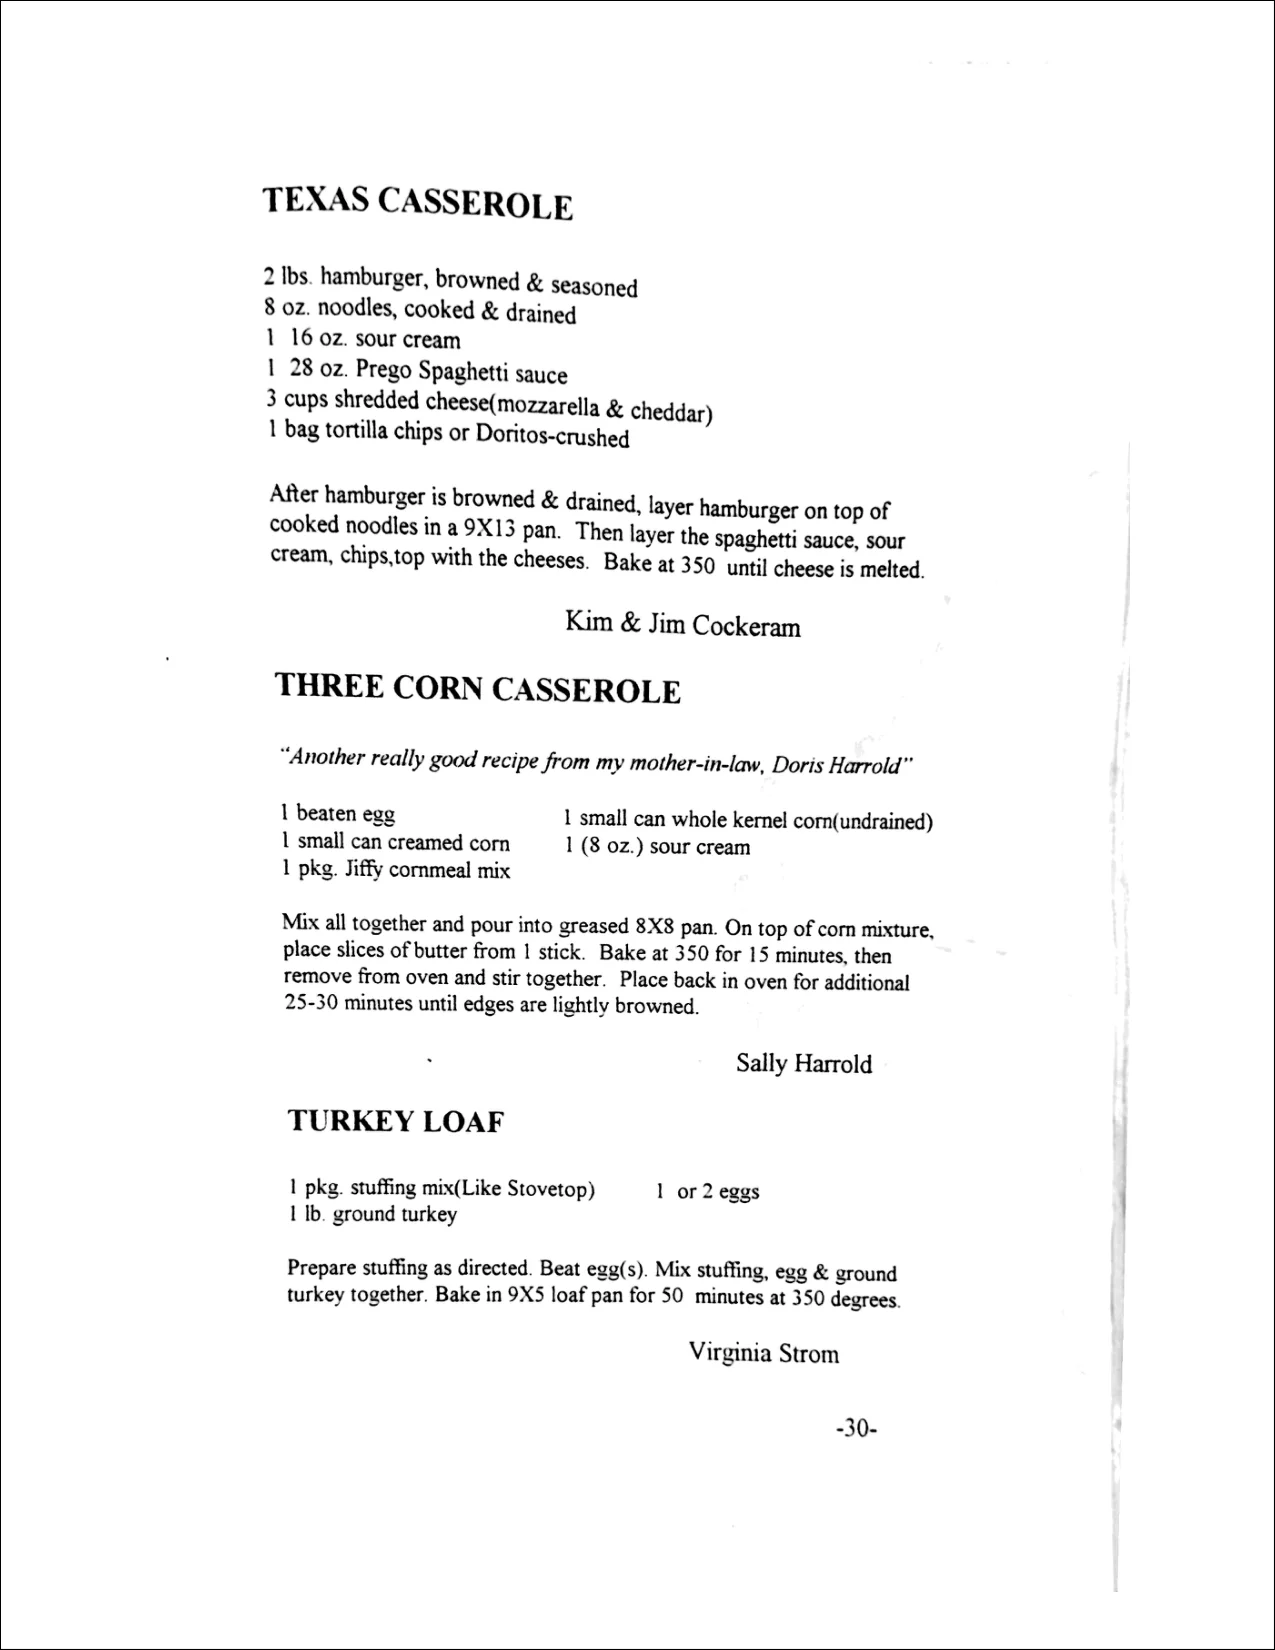 TEXAS CASSEROLE
2 lbs. hamburger, browned & seasoned
8 oz. noodles, cooked & drained
1 16 oz. sour cream
1 28 oz. Prego Spaghetti sauce
3 cups shredded cheese(mozzarella & cheddar)
1 bag tortilla chips or Doritos-crushed
After hamburger is browned & drained, layer hamburger on top of
cooked noodles in a 9X13 pan. Then layer the spaghetti sauce, sour
cream, chips,top with the cheeses. Bake at 350 until cheese is melted.
Kim & Jim Cockeram
THREE CORN CASSEROLE
"Another really good recipe from my mother-in-law, Doris Harrold"
1 beaten egg 1 small can whole kernel corn(undrained)
1 small can creamed corn 1 (8 oz.) sour cream
1 pkg. Jiffy cornmeal mix
Mix all together and pour into greased 8X8 pan. On top of corn mixture,
place slices of butter from 1 stick. Bake at 350 for 15 minutes, then
remove from oven and stir together. Place back in oven for additional
25-30 minutes until edges are lightly browned.
Sally Harrold
TURKEY LOAF
1 pkg. stuffing mix(Like Stovetop) 1 or 2 eggs
1 lb. ground turkey
Prepare stuffing as directed. Beat egg(s). Mix stuffing, egg & ground
turkey together. Bake in 9X5 loaf pan for 50 minutes at 350 degrees.
Virginia Strom
-30-